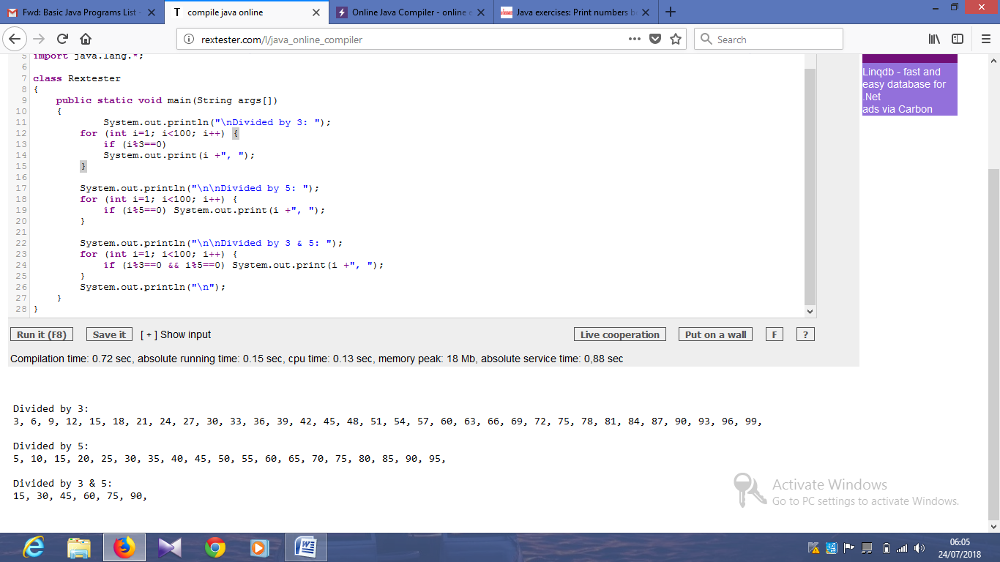 Fwd: Basic Java Programs List -
compile java online
Online Java Compiler - online e
Java exercises: Print numbers be
rextester.com/l/java_online_compiler
Search
5 import java.lang.*;
6
7 class Rextester
8 {
9     public static void main(String args[])
10     {
11             System.out.println("\nDivided by 3: ");
12         for (int i=1; i<100; i++) {
13             if (i%3==0)
14             System.out.print(i +", ");
15         }
16
17         System.out.println("\n\nDivided by 5: ");
18         for (int i=1; i<100; i++) {
19             if (i%5==0) System.out.print(i +", ");
20         }
21
22         System.out.println("\n\nDivided by 3 & 5: ");
23         for (int i=1; i<100; i++) {
24             if (i%3==0 && i%5==0) System.out.print(i +", ");
25         }
26         System.out.println("\n");
27     }
28 }
Linqdb - fast and
easy database for
.Net
ads via Carbon
Run it (F8) Save it [ + ] Show input Live cooperation Put on a wall F ?
Compilation time: 0.72 sec, absolute running time: 0.15 sec, cpu time: 0.13 sec, memory peak: 18 Mb, absolute service time: 0,88 sec
Divided by 3:
3, 6, 9, 12, 15, 18, 21, 24, 27, 30, 33, 36, 39, 42, 45, 48, 51, 54, 57, 60, 63, 66, 69, 72, 75, 78, 81, 84, 87, 90, 93, 96, 99,
Divided by 5:
5, 10, 15, 20, 25, 30, 35, 40, 45, 50, 55, 60, 65, 70, 75, 80, 85, 90, 95,
Divided by 3 & 5:
15, 30, 45, 60, 75, 90,
Activate Windows
Go to PC settings to activate Windows.
06:05
24/07/2018